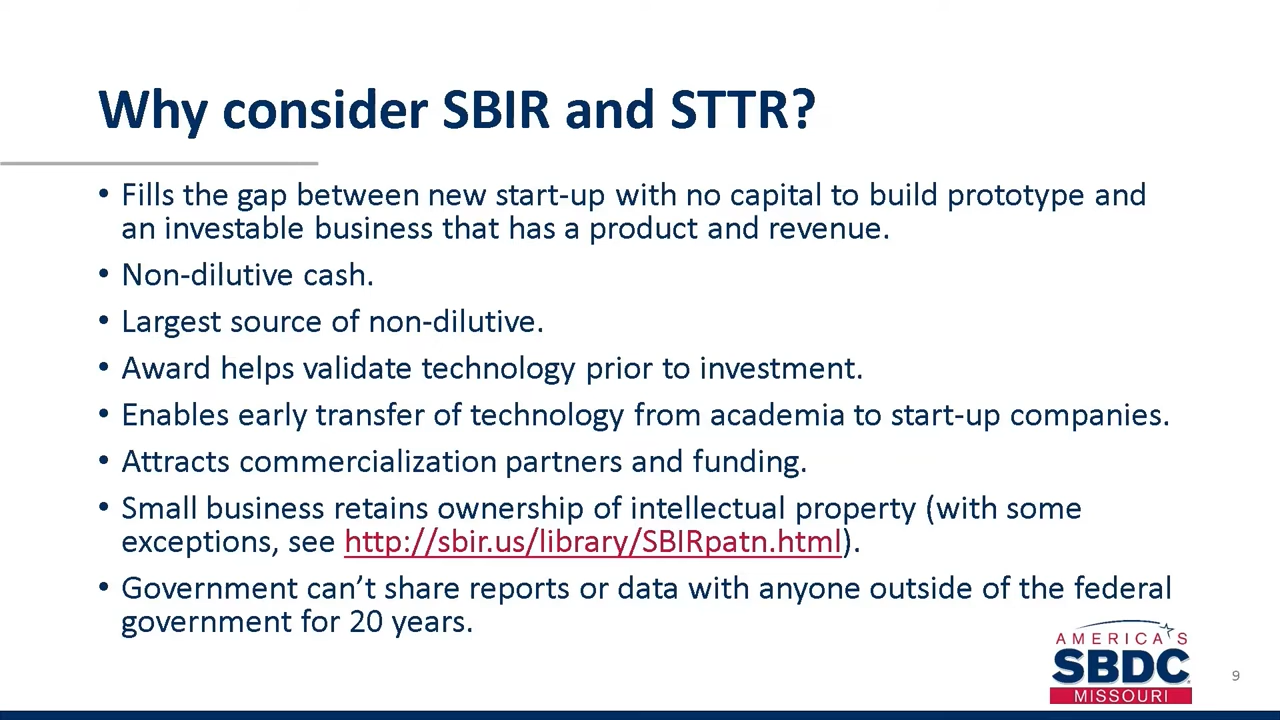 Why consider SBIR and STTR?
• Fills the gap between new start-up with no capital to build prototype and
an investable business that has a product and revenue.
• Non-dilutive cash.
• Largest source of non-dilutive.
• Award helps validate technology prior to investment.
• Enables early transfer of technology from academia to start-up companies.
• Attracts commercialization partners and funding.
• Small business retains ownership of intellectual property (with some
exceptions, see http://sbir.us/library/SBIRpatn.html).
• Government can’t share reports or data with anyone outside of the federal
government for 20 years.
AMERICA'S
SBDC
MISSOURI
9